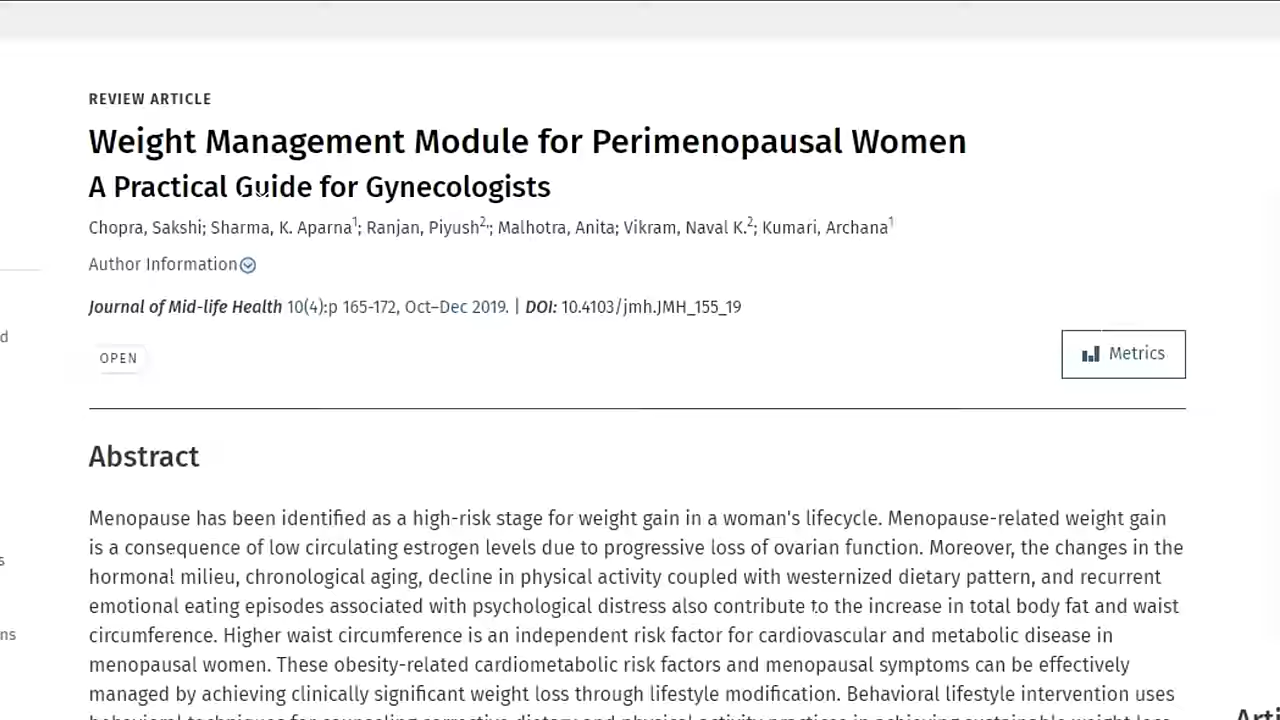 REVIEW ARTICLE
Weight Management Module for Perimenopausal Women
A Practical Guide for Gynecologists
Chopra, Sakshi; Sharma, K. Aparna1; Ranjan, Piyush2,; Malhotra, Anita; Vikram, Naval K.2; Kumari, Archana1
Author Information
Journal of Mid-life Health 10(4):p 165-172, Oct–Dec 2019. | DOI: 10.4103/jmh.JMH_155_19
d
OPEN
Metrics
Abstract
Menopause has been identified as a high-risk stage for weight gain in a woman's lifecycle. Menopause-related weight gain
is a consequence of low circulating estrogen levels due to progressive loss of ovarian function. Moreover, the changes in the
s
hormonal milieu, chronological aging, decline in physical activity coupled with westernized dietary pattern, and recurrent
emotional eating episodes associated with psychological distress also contribute to the increase in total body fat and waist
ns
circumference. Higher waist circumference is an independent risk factor for cardiovascular and metabolic disease in
menopausal women. These obesity-related cardiometabolic risk factors and menopausal symptoms can be effectively
managed by achieving clinically significant weight loss through lifestyle modification. Behavioral lifestyle intervention uses